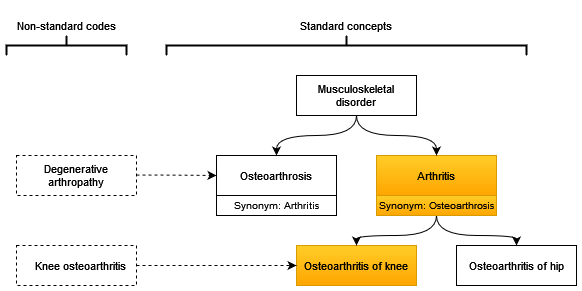 Non-standard codes
Standard concepts
Musculoskeletal
disorder
Degenerative
arthropathy
Osteoarthrosis
Synonym: Arthritis
Arthritis
Synonym: Osteoarthrosis
Knee osteoarthritis
Osteoarthritis of knee
Osteoarthritis of hip